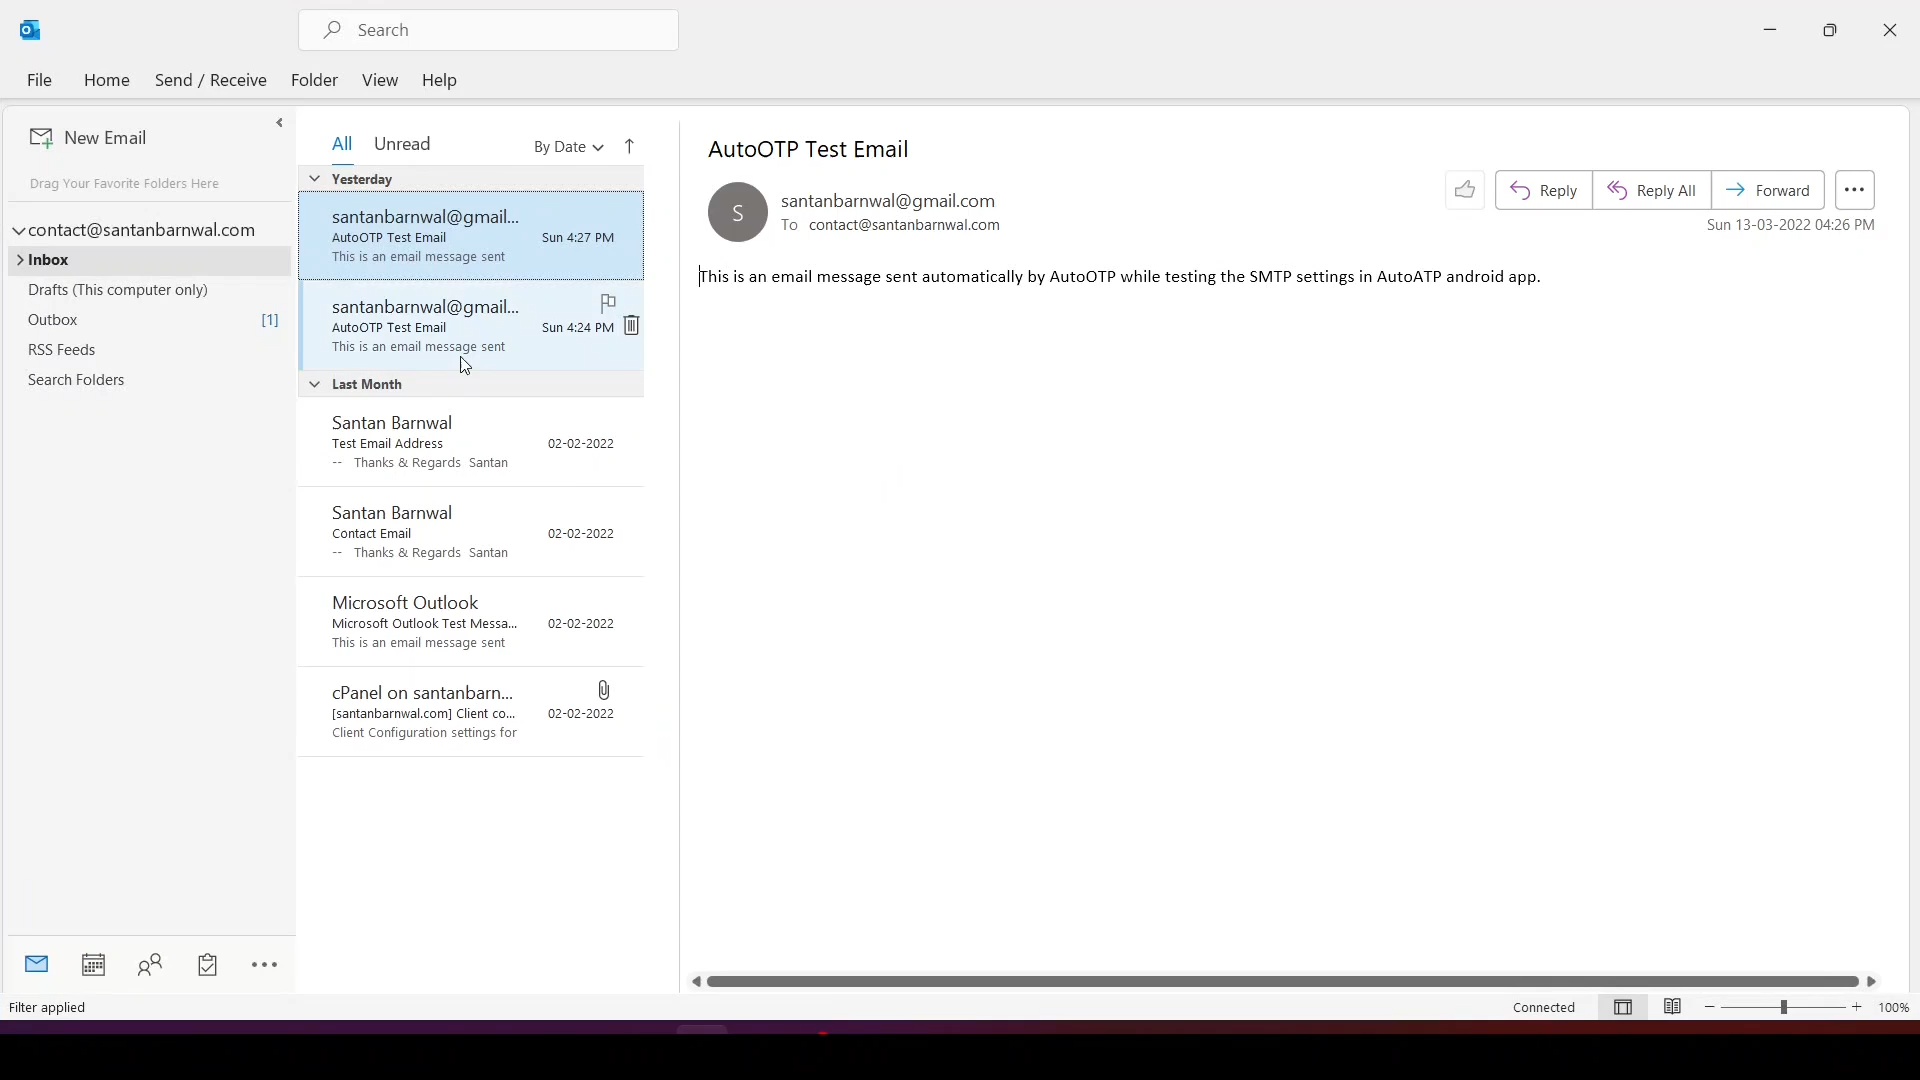 Search
File Home Send / Receive Folder View Help
New Email
Drag Your Favorite Folders Here
contact@santanbarnwal.com
Inbox
Drafts (This computer only)
Outbox [1]
RSS Feeds
Search Folders
All Unread By Date
Yesterday
santanbarnwal@gmail...
AutoOTP Test Email Sun 4:27 PM
This is an email message sent
santanbarnwal@gmail...
AutoOTP Test Email Sun 4:24 PM
This is an email message sent
Last Month
Santan Barnwal
Test Email Address 02-02-2022
-- Thanks & Regards Santan
Santan Barnwal
Contact Email 02-02-2022
-- Thanks & Regards Santan
Microsoft Outlook
Microsoft Outlook Test Messa... 02-02-2022
This is an email message sent
cPanel on santanbarn...
[santanbarnwal.com] Client co... 02-02-2022
Client Configuration settings for
AutoOTP Test Email
S
santanbarnwal@gmail.com
To contact@santanbarnwal.com
Reply Reply All Forward
Sun 13-03-2022 04:26 PM
This is an email message sent automatically by AutoOTP while testing the SMTP settings in AutoATP android app.
Filter applied
Connected
100%